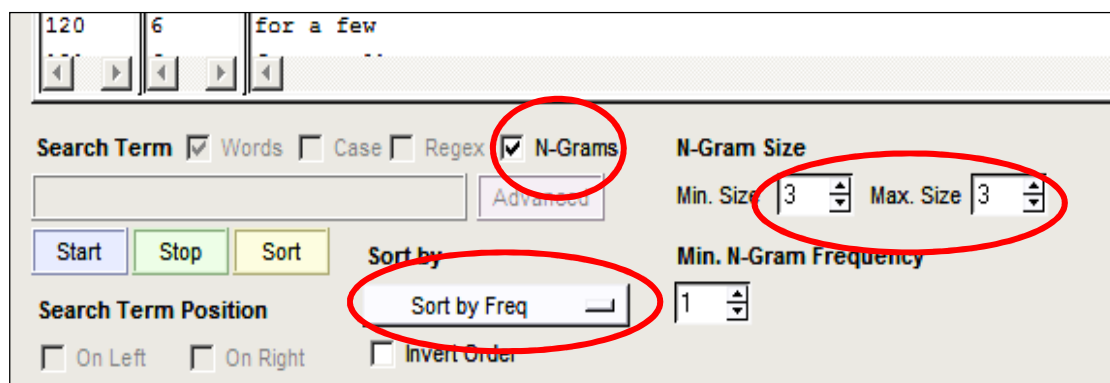 120 6 for a few
Search Term Words Case Regex N-Grams N-Gram Size
Advanced Min. Size 3 Max. Size 3
Start Stop Sort Sort by Min. N-Gram Frequency
Sort by Freq 1
Search Term Position
On Left On Right Invert Order